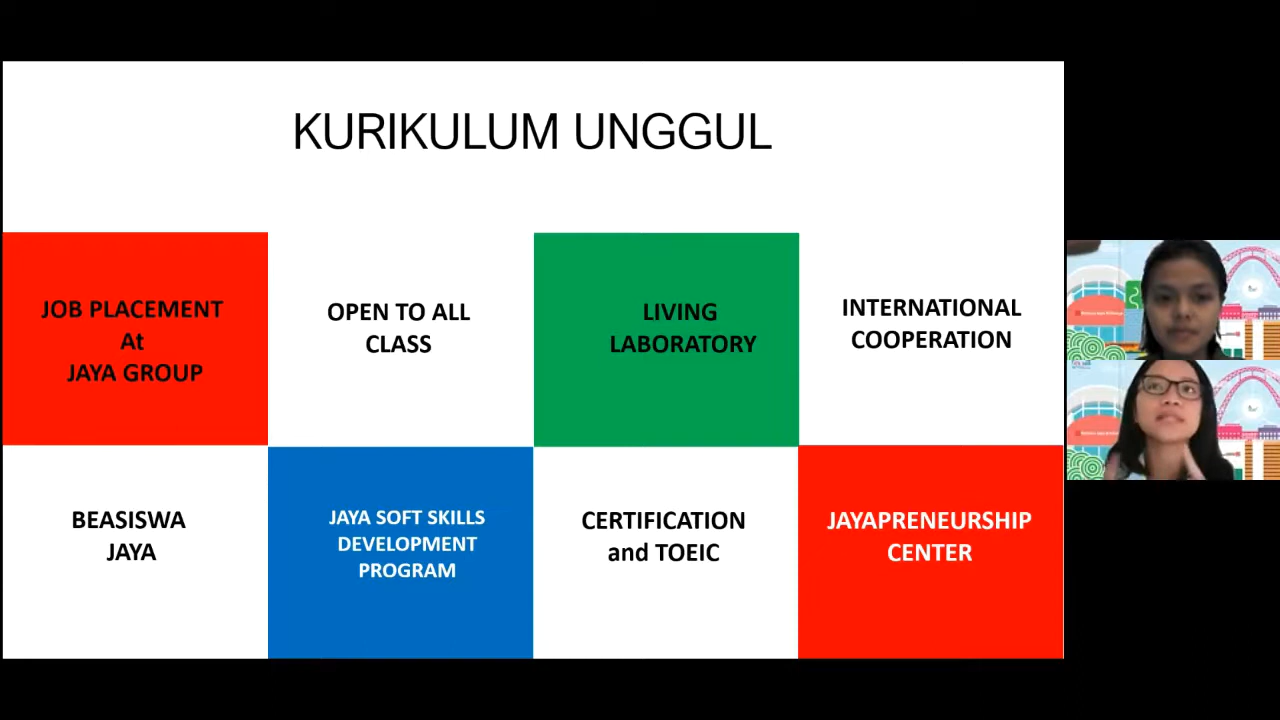 KURIKULUM UNGGUL
JOB PLACEMENT
At
JAYA GROUP
OPEN TO ALL
CLASS
LIVING
LABORATORY
INTERNATIONAL
COOPERATION
BEASISWA
JAYA
JAYA SOFT SKILLS
DEVELOPMENT
PROGRAM
CERTIFICATION
and TOEIC
JAYAPRENEURSHIP
CENTER